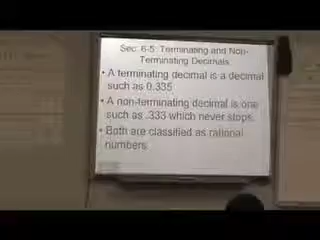 Sec. 6-5: Terminating and Non-
Terminating Decimals
• A terminating decimal is a decimal
such as 0.335
• A non-terminating decimal is one
such as .333 which never stops.
• Both are classified as rational
numbers